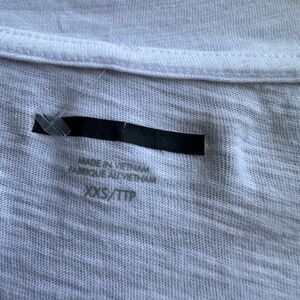 MADE IN VIETNAM
FABRIQUÉ AU VIETNAM
XXS/TTP